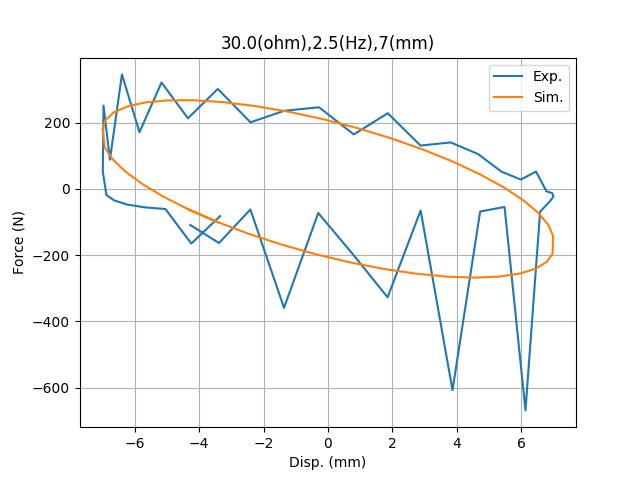 30.0(ohm),2.5(Hz),7(mm)
Exp.
Sim.
Force (N)
200
0
−200
−400
−600
−6 −4 −2 0 2 4 6
Disp. (mm)